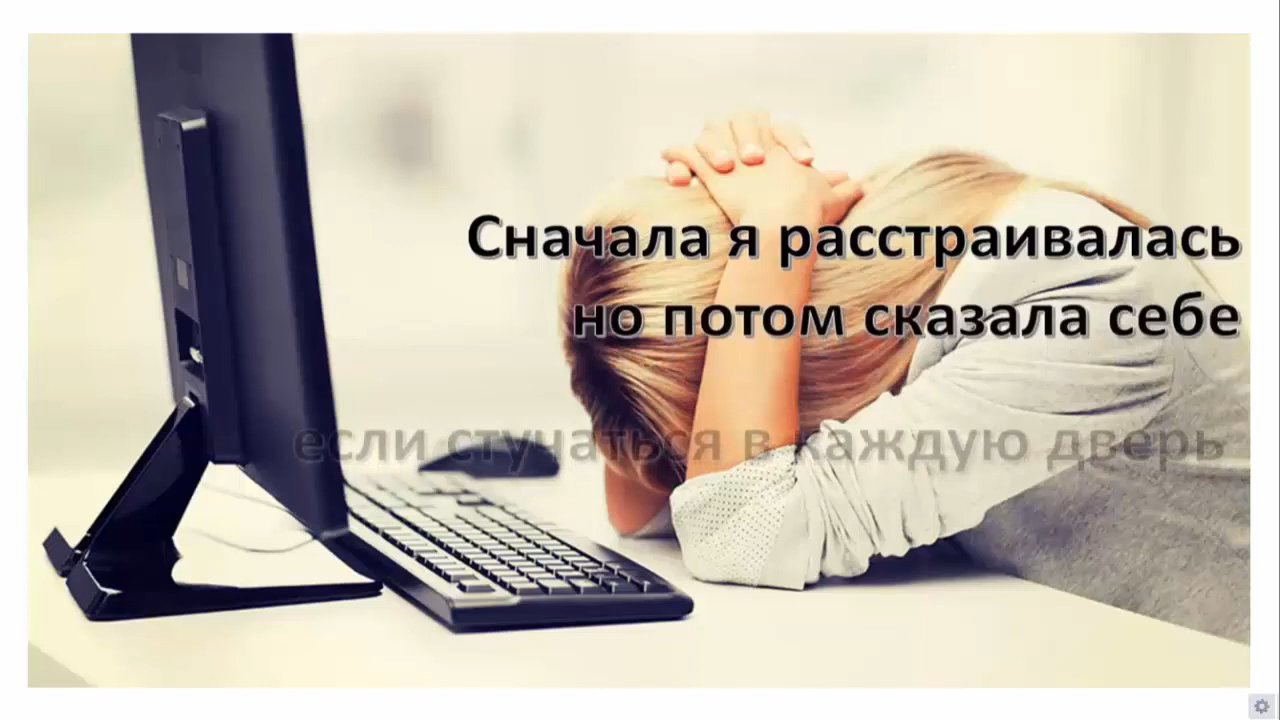 Сначала я расстраивалась
но потом сказала себе
если стучаться в каждую дверь